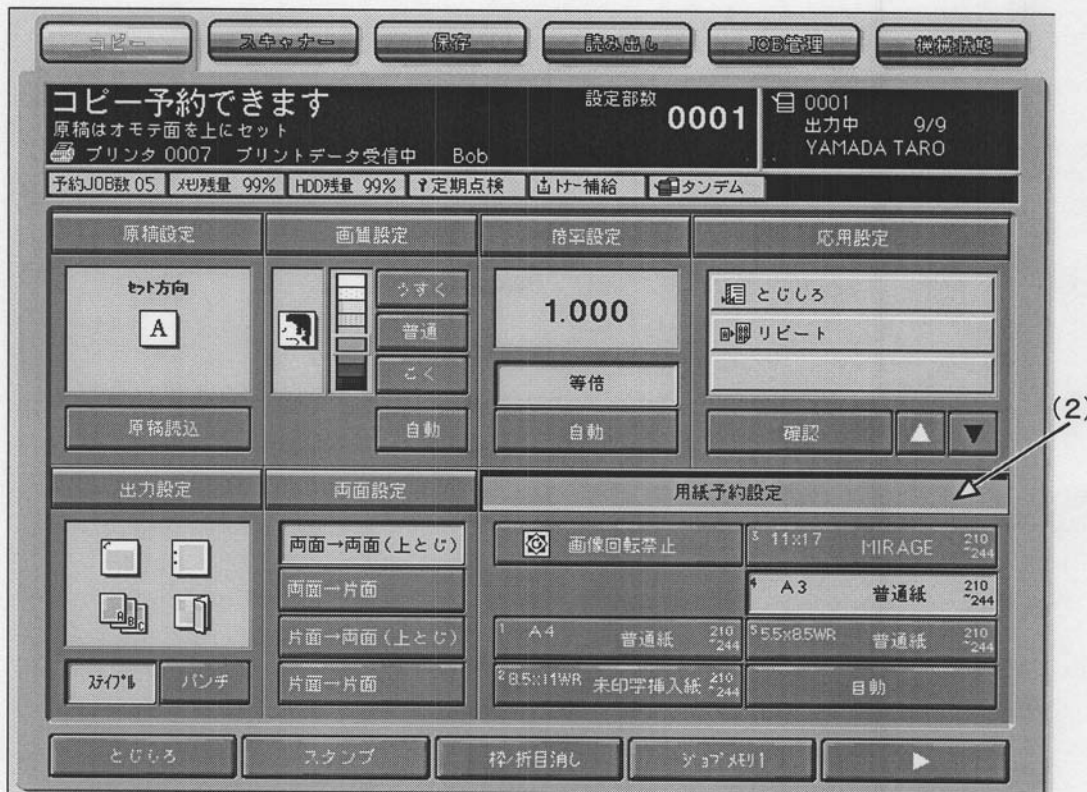 コピー
スキャナー
保存
読み出し
JOB管理
機械状態
コピー予約できます
原稿はオモテ面を上にセット
プリンタ 0007 プリントデータ受信中 Bob
設定部数 0001
0001
出力中 9/9
YAMADA TARO
予約JOB数 05
メモリ残量 99%
HDD残量 99%
定期点検
トナー補給
タンデム
原稿設定
画質設定
倍率設定
応用設定
セット方向
A
原稿読込
うすく
普通
こく
自動
1.000
等倍
自動
とじしろ
リピート
確認
(2)
出力設定
両面設定
用紙予約設定
ABC
ステイプル
パンチ
両面→両面(上とじ)
両面→片面
片面→両面(上とじ)
片面→片面
画像回転禁止
1 A4 普通紙 210~244
2 8.5x11WR 未印字挿入紙 210~244
3 11x17 MIRAGE 210~244
4 A3 普通紙 210~244
5 5.5x8.5WR 普通紙 210~244
自動
とじしろ
スタンプ
枠/折目消し
ジョブメモリ1